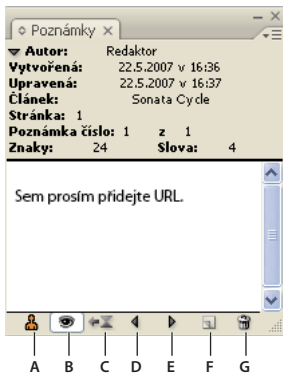 Poznámky
Autor: Redaktor
Vytvořená: 22.5.2007 v 16:36
Upravená: 22.5.2007 v 16:37
Článek: Sonata Cycle
Stránka: 1
Poznámka číslo: 1 z 1
Znaky: 24 Slova: 4
Sem prosím přidejte URL.
A B C D E F G